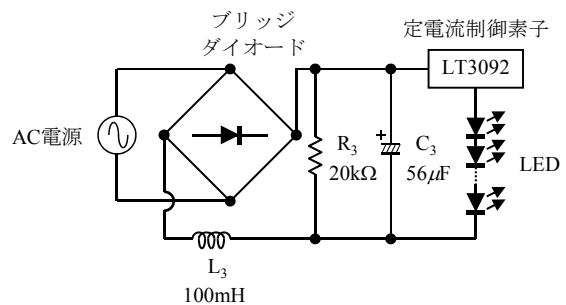 ブリッジ
ダイオード
定電流制御素子
LT3092
AC電源
R3
20kΩ
+
C3
56μF
LED
L3
100mH